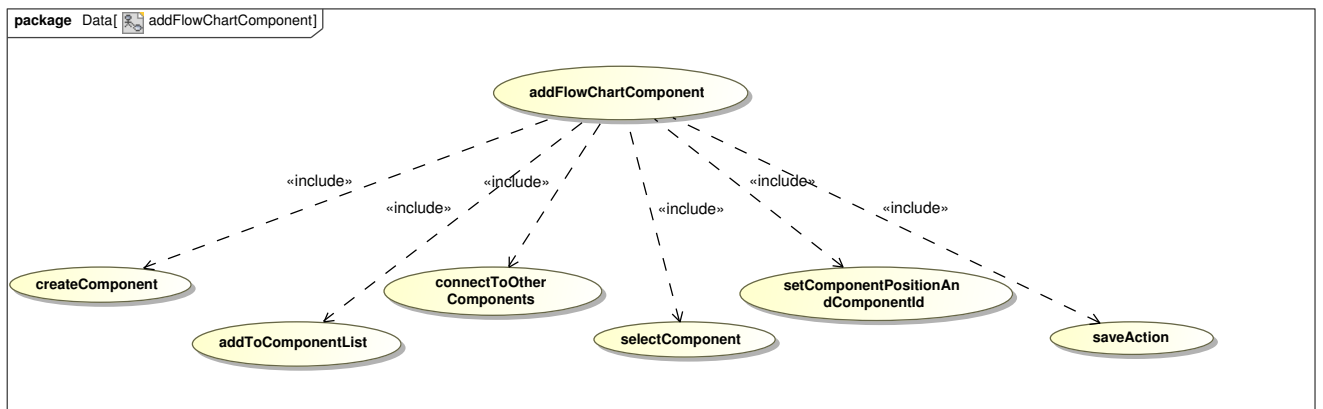 package Data[ addFlowChartComponent]
addFlowChartComponent
«include»
«include»
«include»
«include»
«include»
«include»
createComponent
connectToOther
Components
setComponentPositionAn
dComponentId
addToComponentList
selectComponent
saveAction